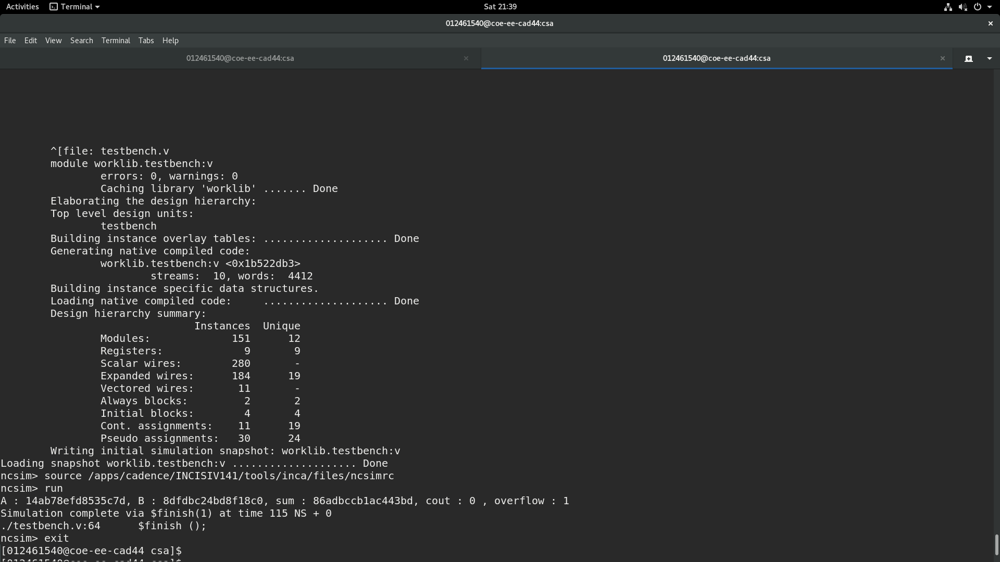 Activities Terminal Sat 21:39
012461540@coe-ee-cad44:csa
File Edit View Search Terminal Tabs Help
012461540@coe-ee-cad44:csa 012461540@coe-ee-cad44:csa
^[file: testbench.v
module worklib.testbench:v
errors: 0, warnings: 0
Caching library 'worklib' ....... Done
Elaborating the design hierarchy:
Top level design units:
testbench
Building instance overlay tables: .................... Done
Generating native compiled code:
worklib.testbench:v <0x1b522db3>
streams:  10, words:  4412
Building instance specific data structures.
Loading native compiled code:     .................... Done
Design hierarchy summary:
Instances  Unique
Modules:             151      12
Registers:             9       9
Scalar wires:        280       -
Expanded wires:      184      19
Vectored wires:       11       -
Always blocks:         2       2
Initial blocks:        4       4
Cont. assignments:    11      19
Pseudo assignments:   30      24
Writing initial simulation snapshot: worklib.testbench:v
Loading snapshot worklib.testbench:v .................... Done
ncsim> source /apps/cadence/INCISIV141/tools/inca/files/ncsimrc
ncsim> run
A : 14ab78efd8535c7d, B : 8dfdbc24bd8f18c0, sum : 86adbccb1ac443bd, cout : 0 , overflow : 1
Simulation complete via $finish(1) at time 115 NS + 0
./testbench.v:64      $finish ();
ncsim> exit
[012461540@coe-ee-cad44 csa]$
[012461540@coe-ee-cad44 csa]$